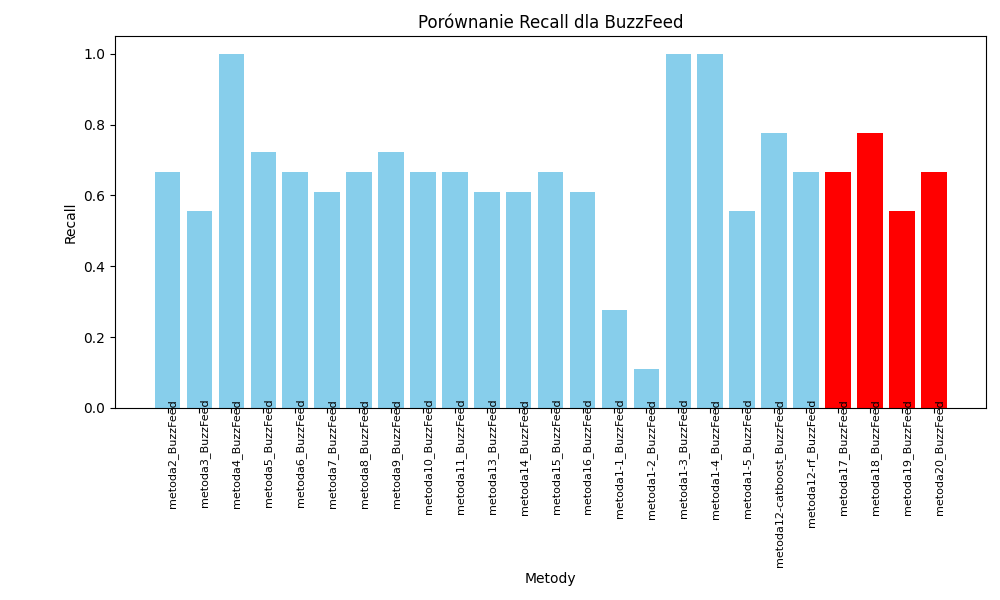 Porównanie Recall dla BuzzFeed
Recall
1.0
0.8
0.6
0.4
0.2
0.0
metoda2_BuzzFeed
metoda3_BuzzFeed
metoda4_BuzzFeed
metoda5_BuzzFeed
metoda6_BuzzFeed
metoda7_BuzzFeed
metoda8_BuzzFeed
metoda9_BuzzFeed
metoda10_BuzzFeed
metoda11_BuzzFeed
metoda13_BuzzFeed
metoda14_BuzzFeed
metoda15_BuzzFeed
metoda16_BuzzFeed
metoda1-1_BuzzFeed
metoda1-2_BuzzFeed
metoda1-3_BuzzFeed
metoda1-4_BuzzFeed
metoda1-5_BuzzFeed
metoda12-catboost_BuzzFeed
metoda12-rf_BuzzFeed
metoda17_BuzzFeed
metoda18_BuzzFeed
metoda19_BuzzFeed
metoda20_BuzzFeed
Metody